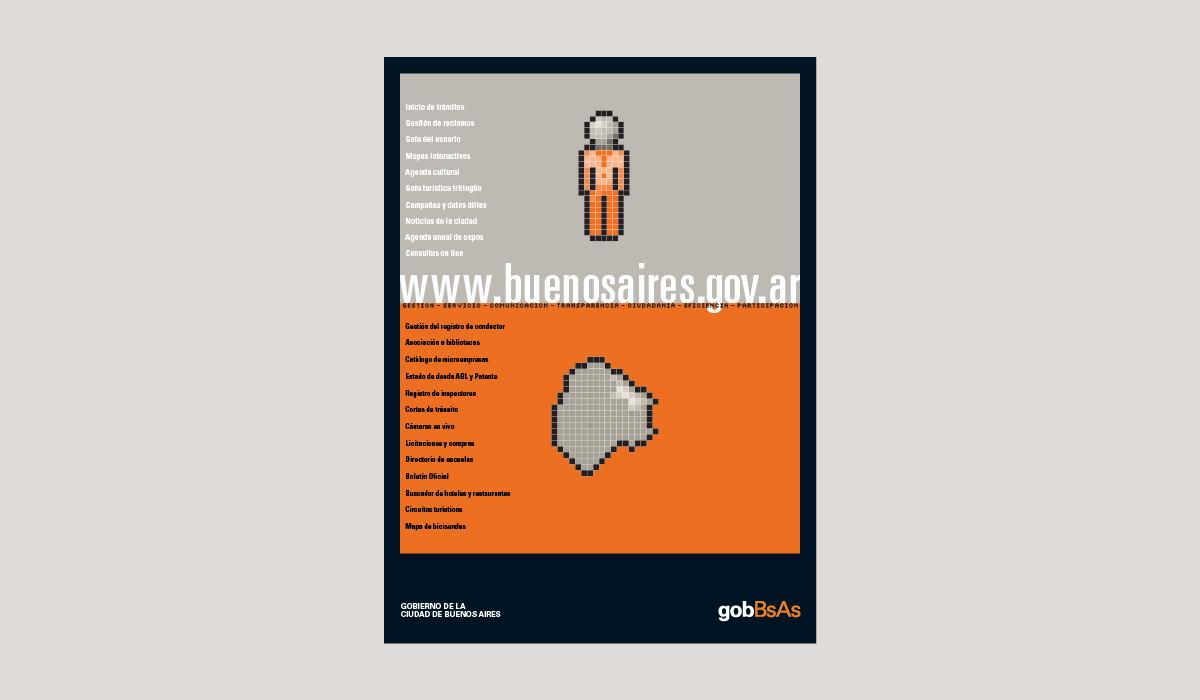 Inicio de trámites
Gestión de reclamos
Guía del usuario
Mapas interactivos
Agenda cultural
Guía turística trilingüe
Campañas y datos útiles
Noticias de la ciudad
Agenda anual de expos
Consultas on line
www.buenosaires.gov.ar
GESTION - SERVICIO - COMUNICACION - TRANSPARENCIA - CIUDADANIA - EFICIENCIA - PARTICIPACION
Gestión del registro de conductor
Asociación a bibliotecas
Catálogo de microempresas
Estado de deuda ABL y Patente
Registro de inspectores
Cortes de tránsito
Cámaras en vivo
Licitaciones y compras
Directorio de escuelas
Boletín Oficial
Buscador de hoteles y restaurantes
Circuitos turísticos
Mapa de bicisendas
GOBIERNO DE LA
CIUDAD DE BUENOS AIRES
gobBsAs